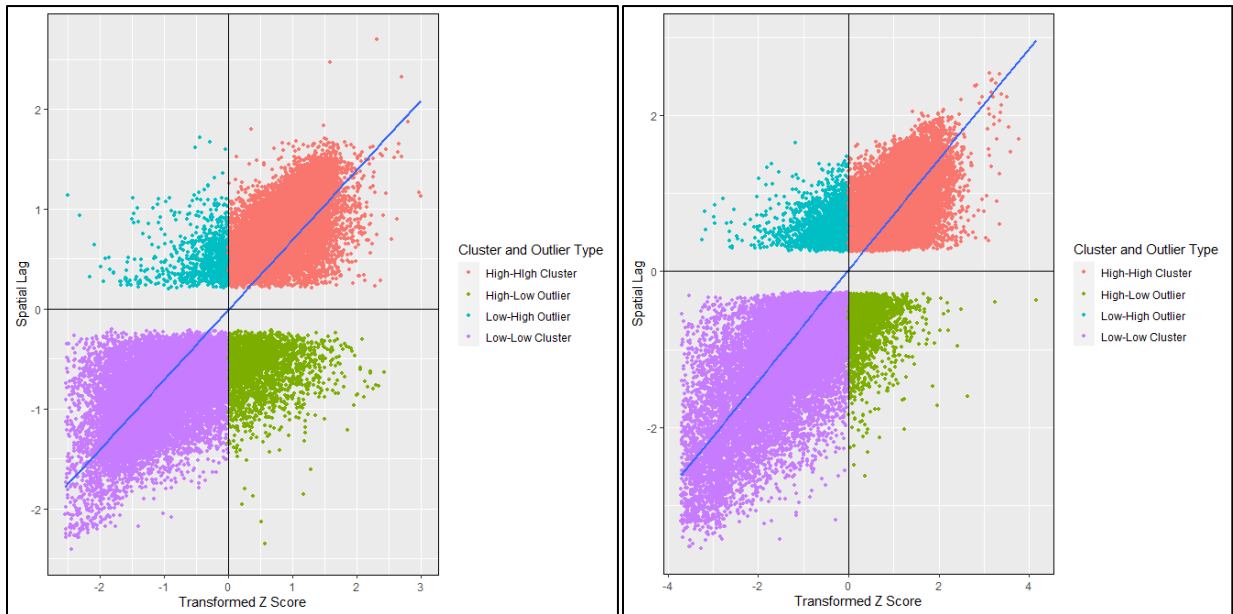 2
1
0
-1
-2
Spatial Lag
-2
-1
0
1
2
3
Transformed Z Score
Cluster and Outlier Type
High-HIgh Cluster
High-Low Outlier
Low-High Outlier
Low-Low Cluster
2
0
-2
Spatial Lag
-4
-2
0
2
4
Transformed Z Score
Cluster and Outlier Type
High-HIgh Cluster
High-Low Outlier
Low-High Outlier
Low-Low Cluster